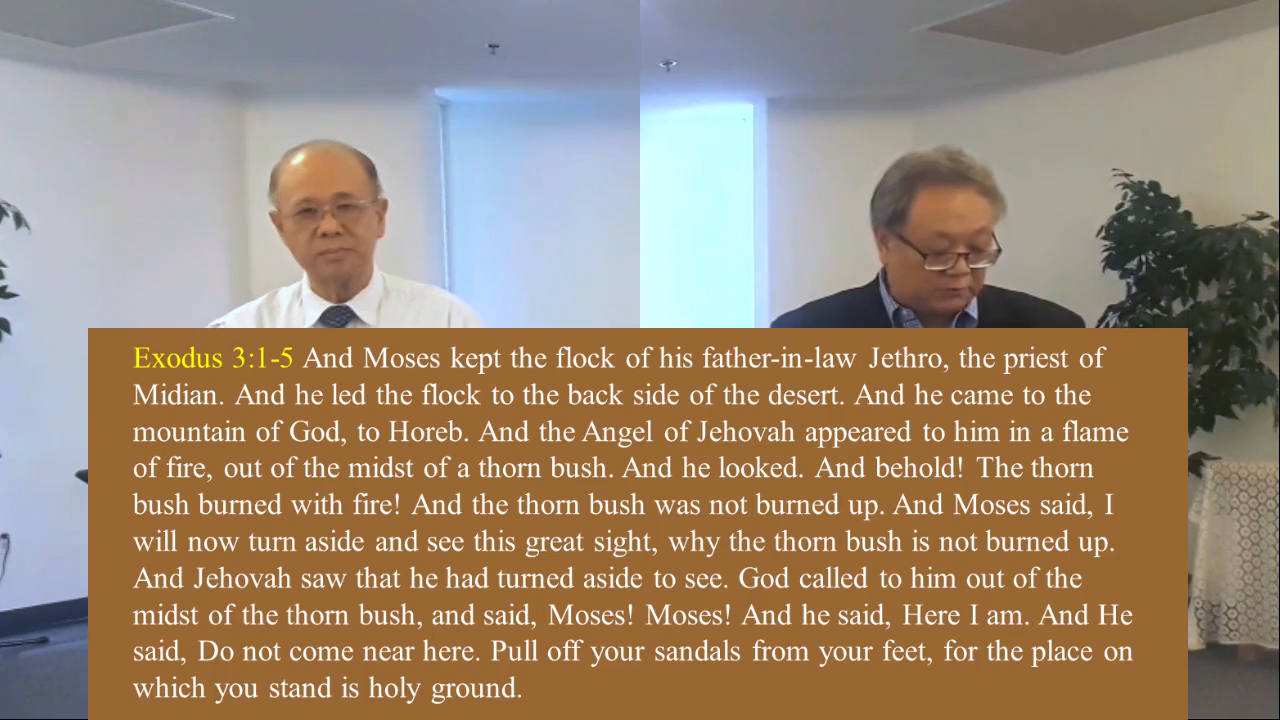 Exodus 3:1-5 And Moses kept the flock of his father-in-law Jethro, the priest of
Midian. And he led the flock to the back side of the desert. And he came to the
mountain of God, to Horeb. And the Angel of Jehovah appeared to him in a flame
of fire, out of the midst of a thorn bush. And he looked. And behold! The thorn
bush burned with fire! And the thorn bush was not burned up. And Moses said, I
will now turn aside and see this great sight, why the thorn bush is not burned up.
And Jehovah saw that he had turned aside to see. God called to him out of the
midst of the thorn bush, and said, Moses! Moses! And he said, Here I am. And He
said, Do not come near here. Pull off your sandals from your feet, for the place on
which you stand is holy ground.